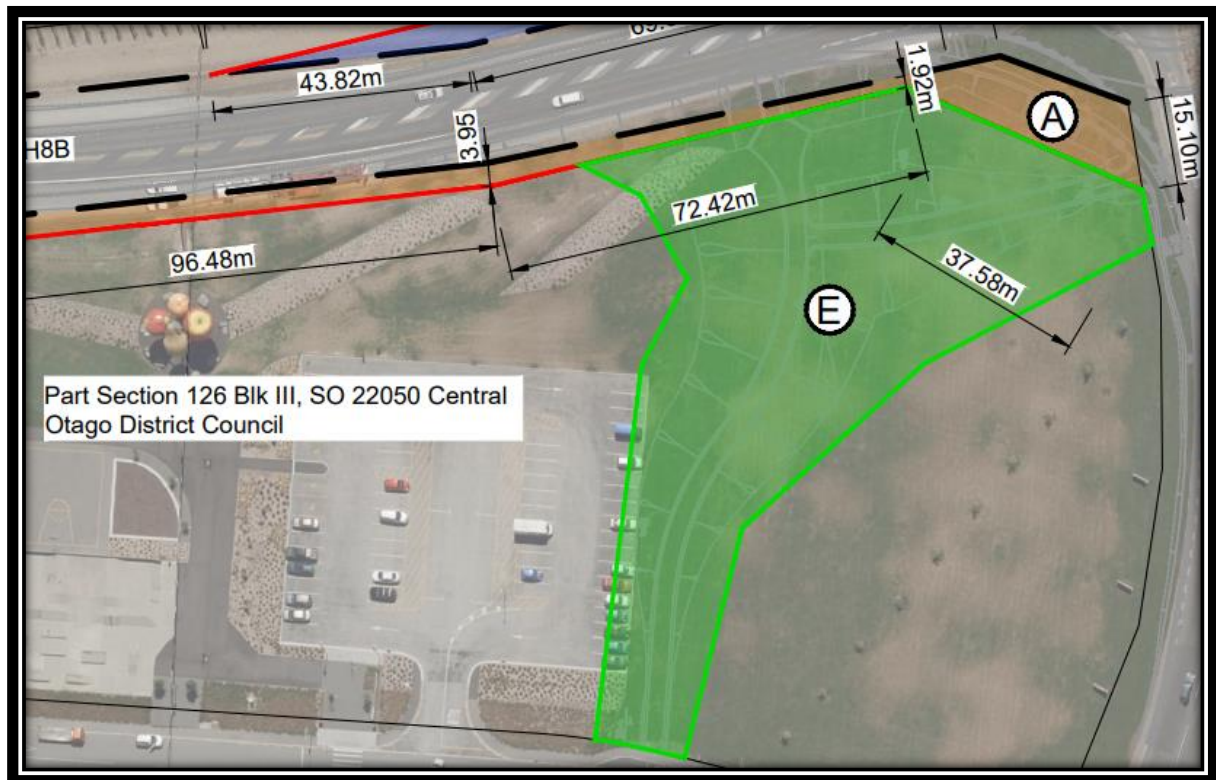 43.82m
1.92m
A
15.10m
H8B
3.95
72.42m
96.48m
37.58m
E
Part Section 126 Blk III, SO 22050 Central
Otago District Council